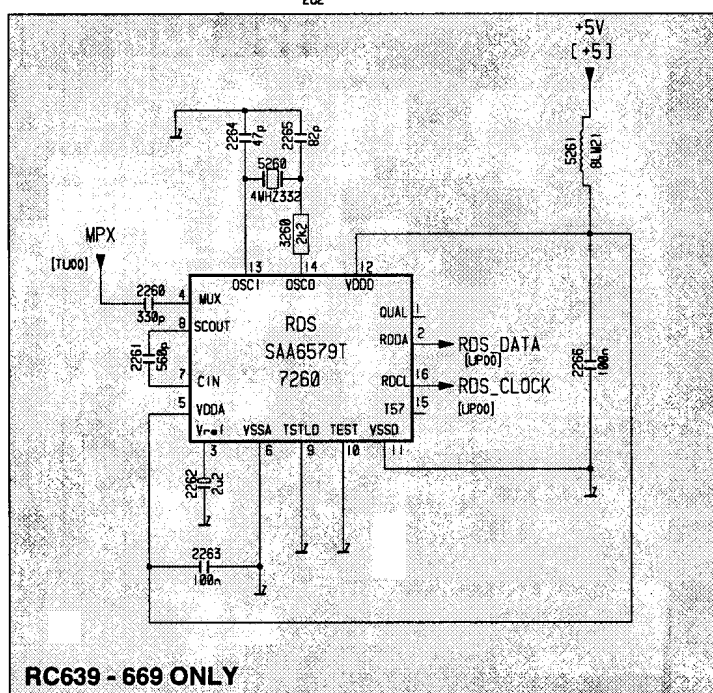 2u2
+5V
[+5]
2264
47p
2265
82p
5260
4MHZ332
3260
2k2
5261
BLM21
MPX
[TU00]
13
14
12
OSCI
OSCO
VDDD
2260
330p
4
MUX
8
SCOUT
2261
560p
7
CIN
5
VDDA
RDS
SAA6579T
7260
QUAL
1
RDDA
2
RDS_DATA
[UP00]
RDCL
16
RDS_CLOCK
[UP00]
T57
15
2266
100n
Vref
VSSA
TSTLD
TEST
VSSD
3
6
9
10
11
2262
2u2
2263
100n
RC639 - 669 ONLY